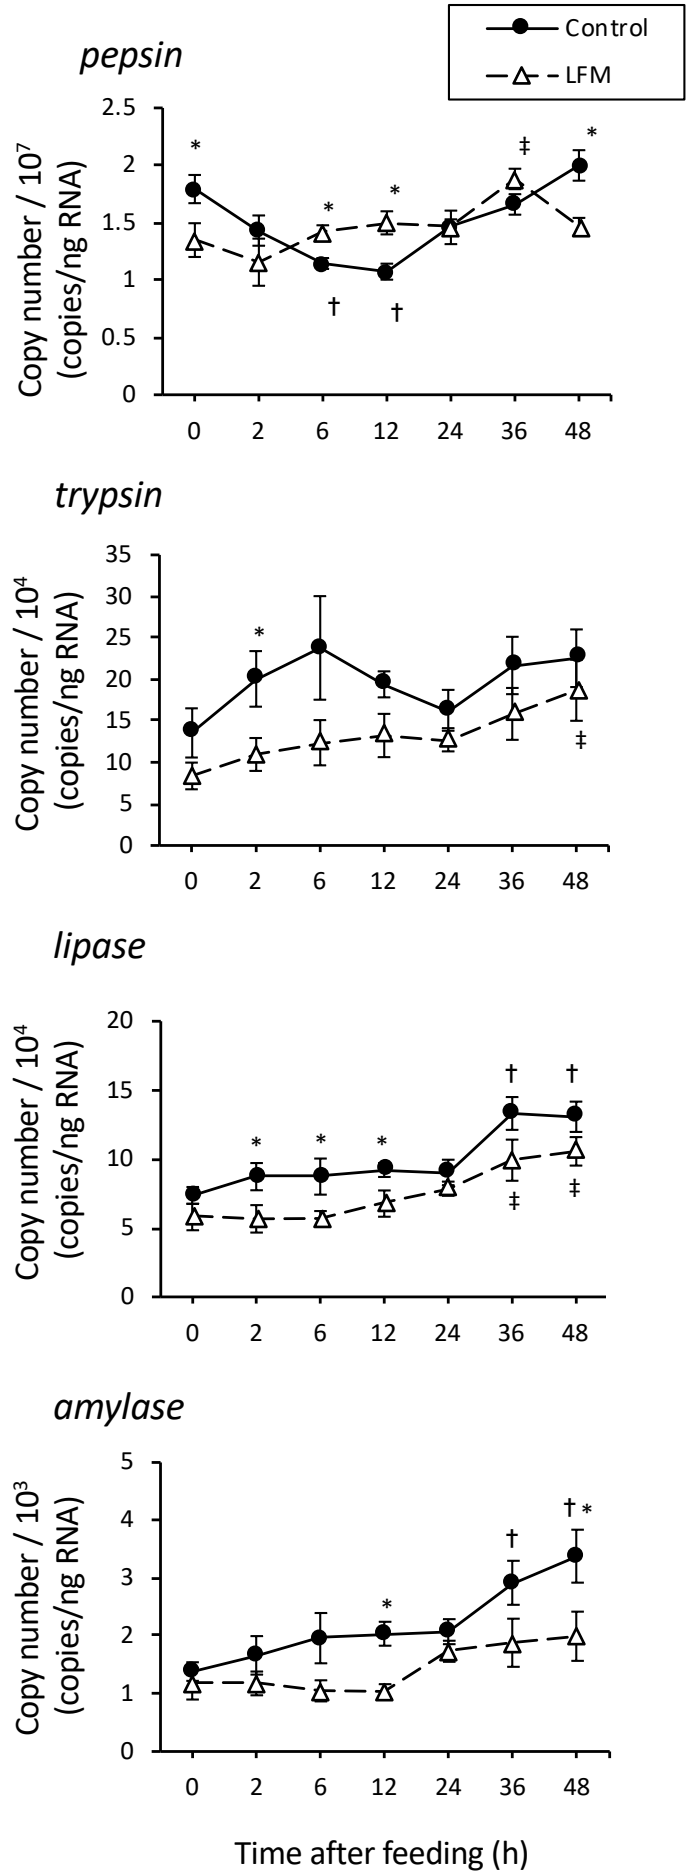 Control
LFM
pepsin
Copy number / 10⁷
(copies/ng RNA)
2.5
2
1.5
1
0.5
0
* * * ‡ *
† †
0 2 6 12 24 36 48
trypsin
Copy number / 10⁴
(copies/ng RNA)
35
30
25
20
15
10
5
0
*
‡
0 2 6 12 24 36 48
lipase
Copy number / 10⁴
(copies/ng RNA)
20
15
10
5
0
* * * † †
‡ ‡
0 2 6 12 24 36 48
amylase
Copy number / 10³
(copies/ng RNA)
5
4
3
2
1
0
* † † *
0 2 6 12 24 36 48
Time after feeding (h)